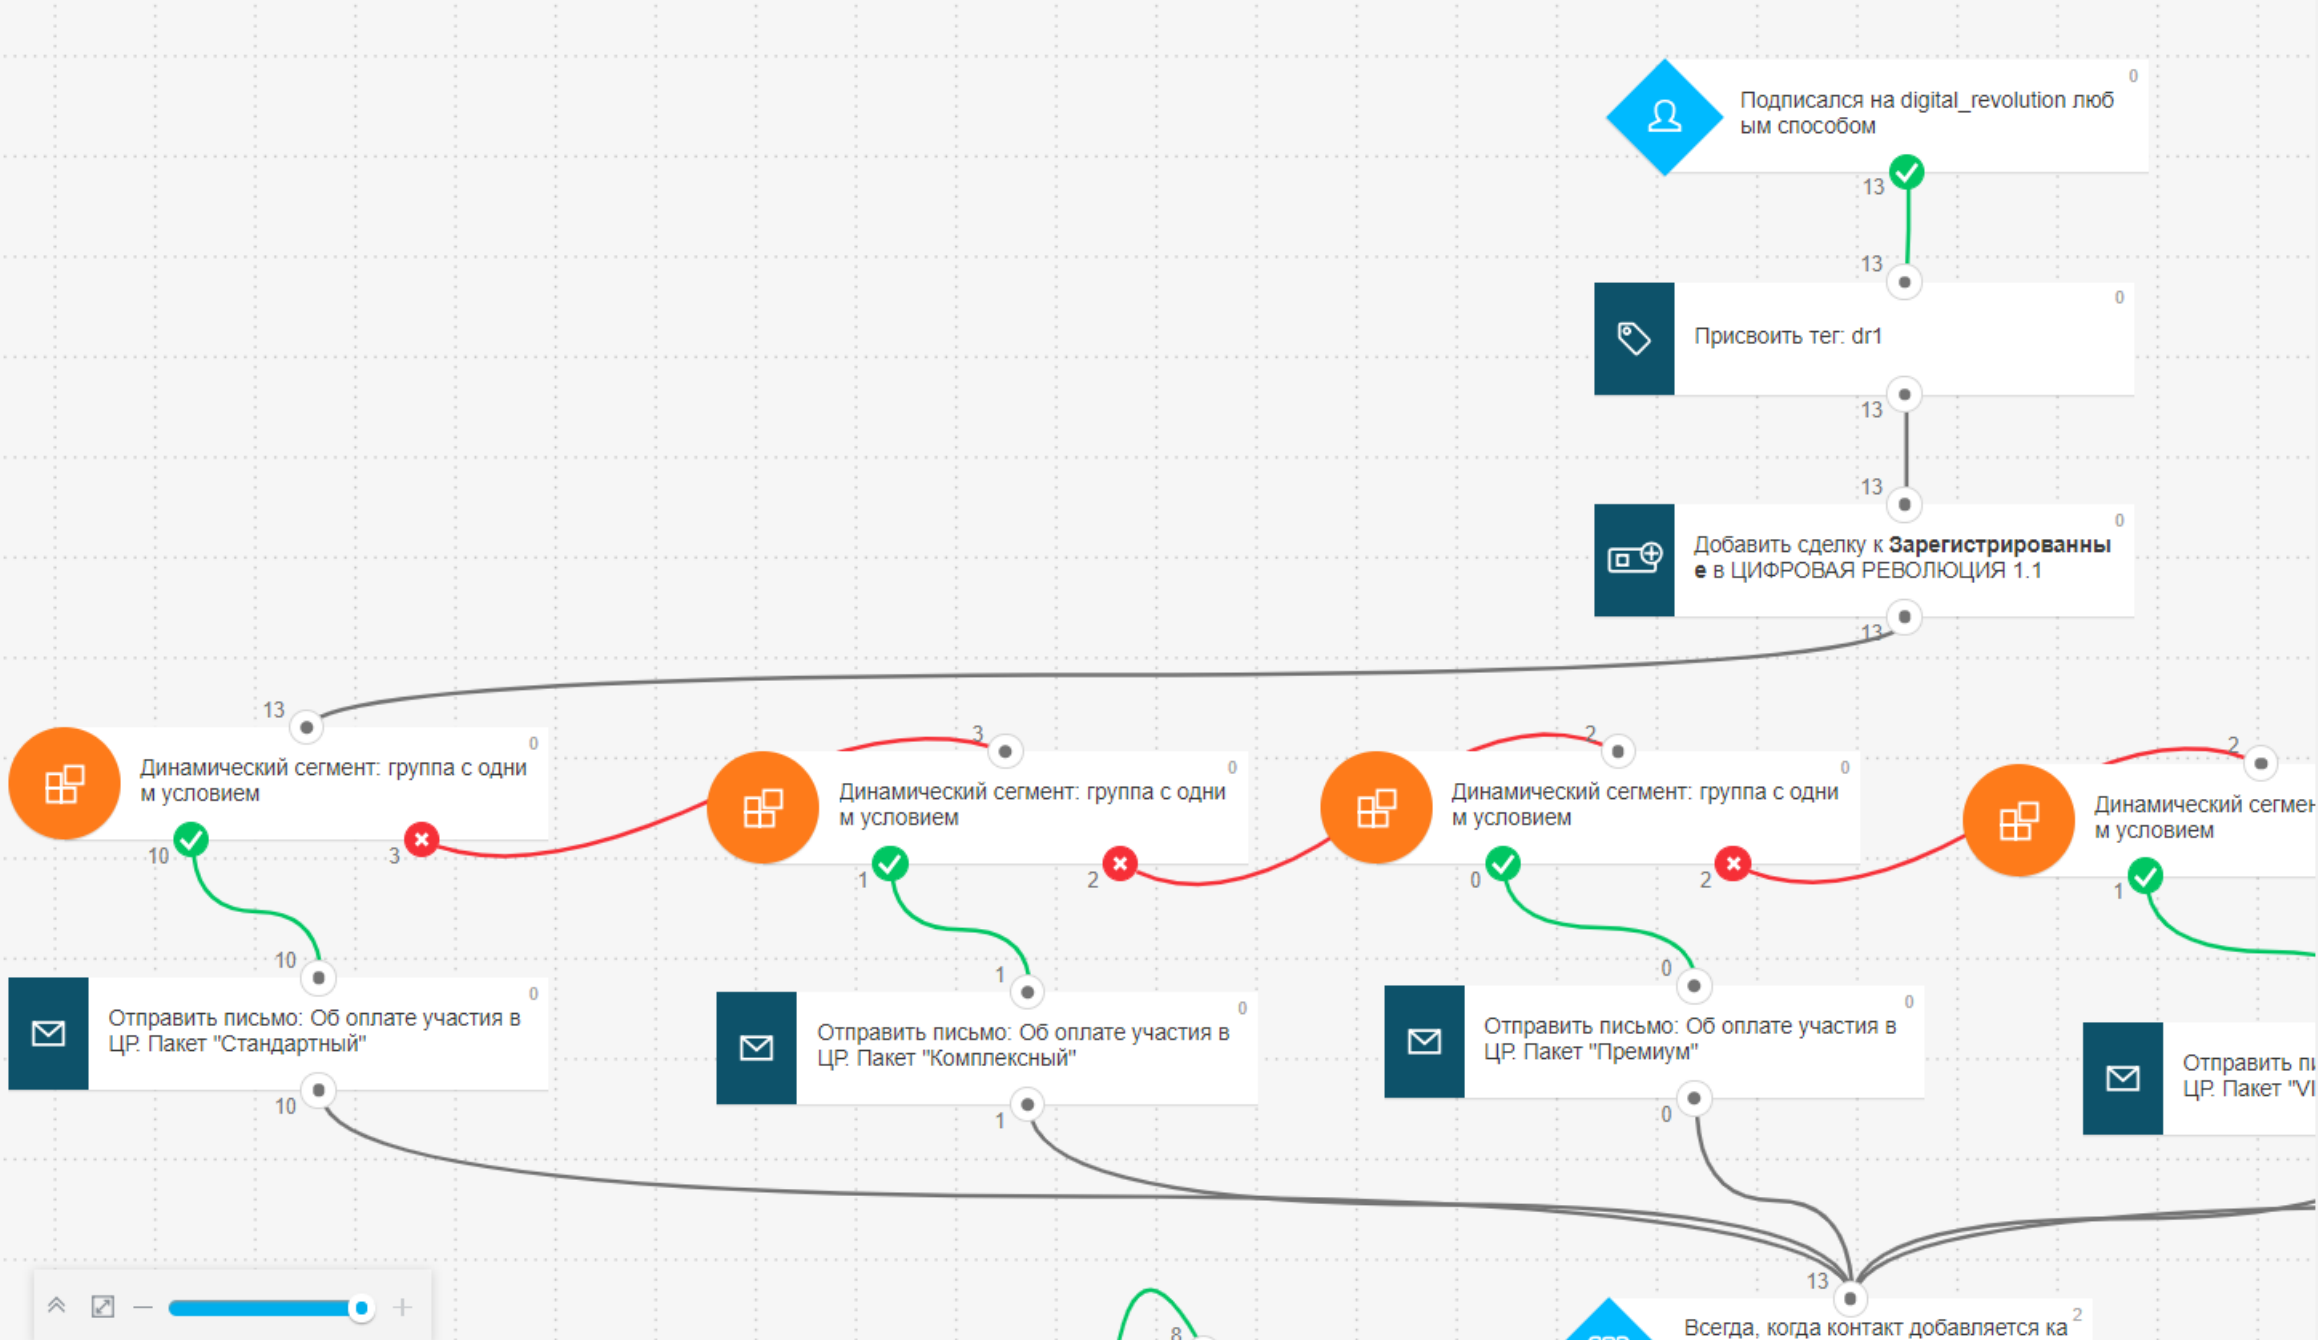 0
Подписался на digital_revolution люб
ым способом
13
13
0
Присвоить тег: dr1
13
13
0
Добавить сделку к Зарегистрированны
е в ЦИФРОВАЯ РЕВОЛЮЦИЯ 1.1
13
13
0
Динамический сегмент: группа с одни
м условием
10
3
3
0
Динамический сегмент: группа с одни
м условием
1
2
2
0
Динамический сегмент: группа с одни
м условием
0
2
2
Динамический сегмен
м условием
1
10
0
Отправить письмо: Об оплате участия в
ЦР. Пакет "Стандартный"
10
1
0
Отправить письмо: Об оплате участия в
ЦР. Пакет "Комплексный"
1
0
0
Отправить письмо: Об оплате участия в
ЦР. Пакет "Премиум"
0
Отправить
ЦР. Пакет "VI
13
2
Всегда, когда контакт добавляется ка
8